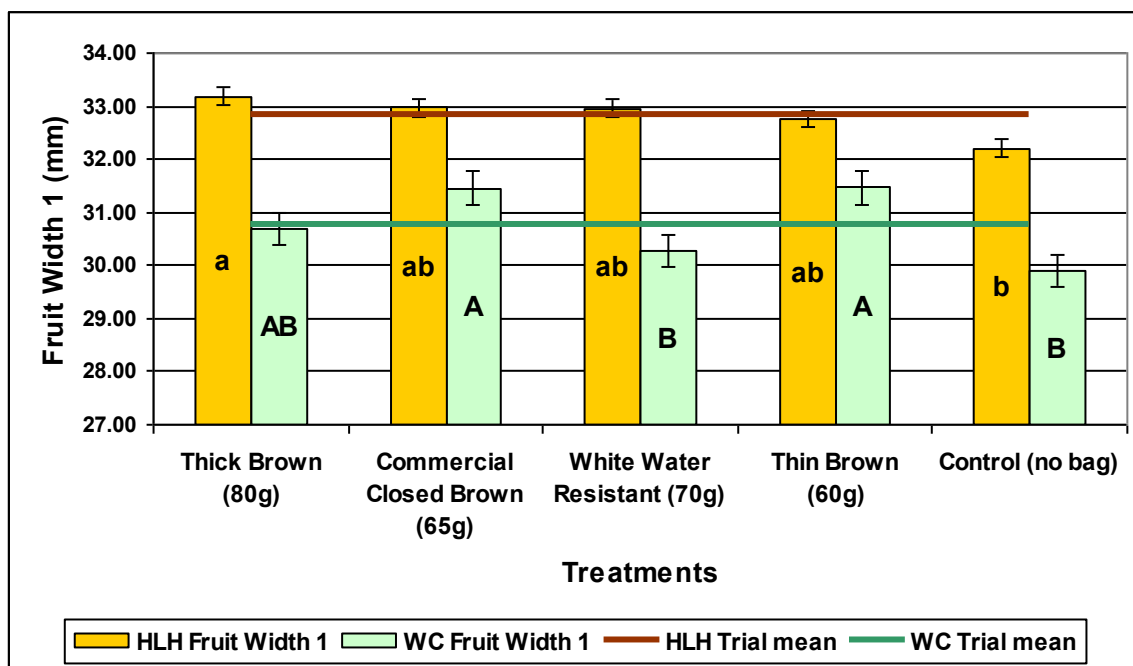 34.00
33.00
32.00
31.00
30.00
29.00
28.00
27.00
Fruit Width 1 (mm)
a
AB
ab
A
ab
B
ab
A
b
B
Thick Brown
(80g)
Commercial
Closed Brown
(65g)
White Water
Resistant (70g)
Thin Brown
(60g)
Control (no bag)
Treatments
HLH Fruit Width 1
WC Fruit Width 1
HLH Trial mean
WC Trial mean